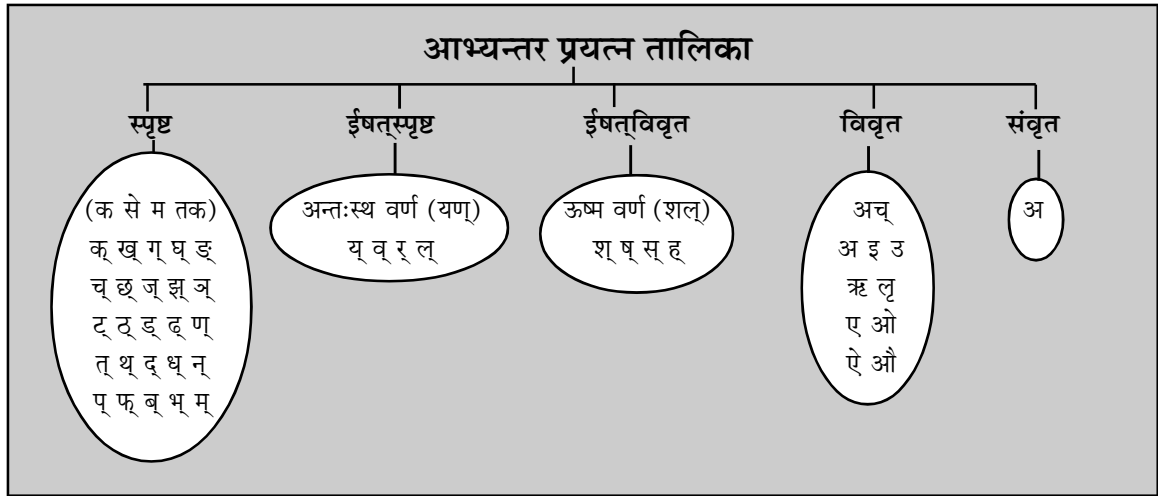 आभ्यन्तर प्रयत्न तालिका
स्पृष्ट ईषत्‌स्पृष्ट ईषत्‌विवृत विवृत संवृत
(क से म तक)
क् ख् ग् घ् ङ्
च् छ् ज् झ् ञ्
ट् ठ् ड् ढ् ण्
त् थ् द् ध् न्
प् फ् ब् भ् म्
अन्तःस्थ वर्ण (यण्)
य् व् र् ल्
ऊष्म वर्ण (शल्)
श् ष् स् ह्
अच्
अ इ उ
ऋ लृ
ए ओ
ऐ औ
अ